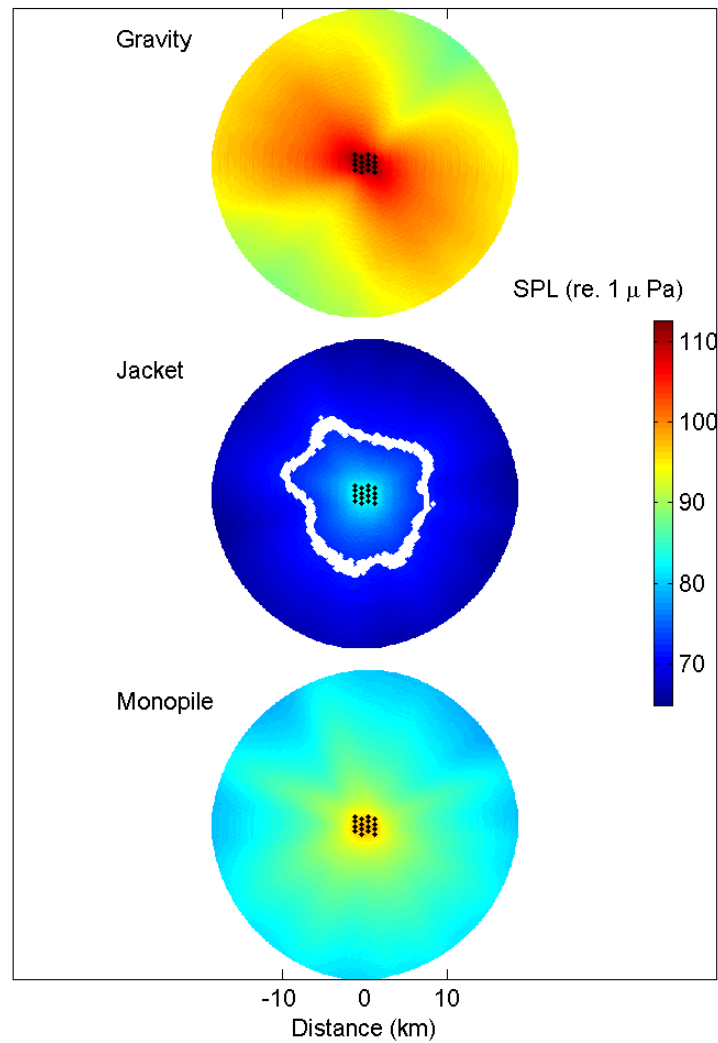 Gravity
SPL (re. 1 μ Pa)
110
Jacket
100
90
80
70
Monopile
-10 0 10
Distance (km)